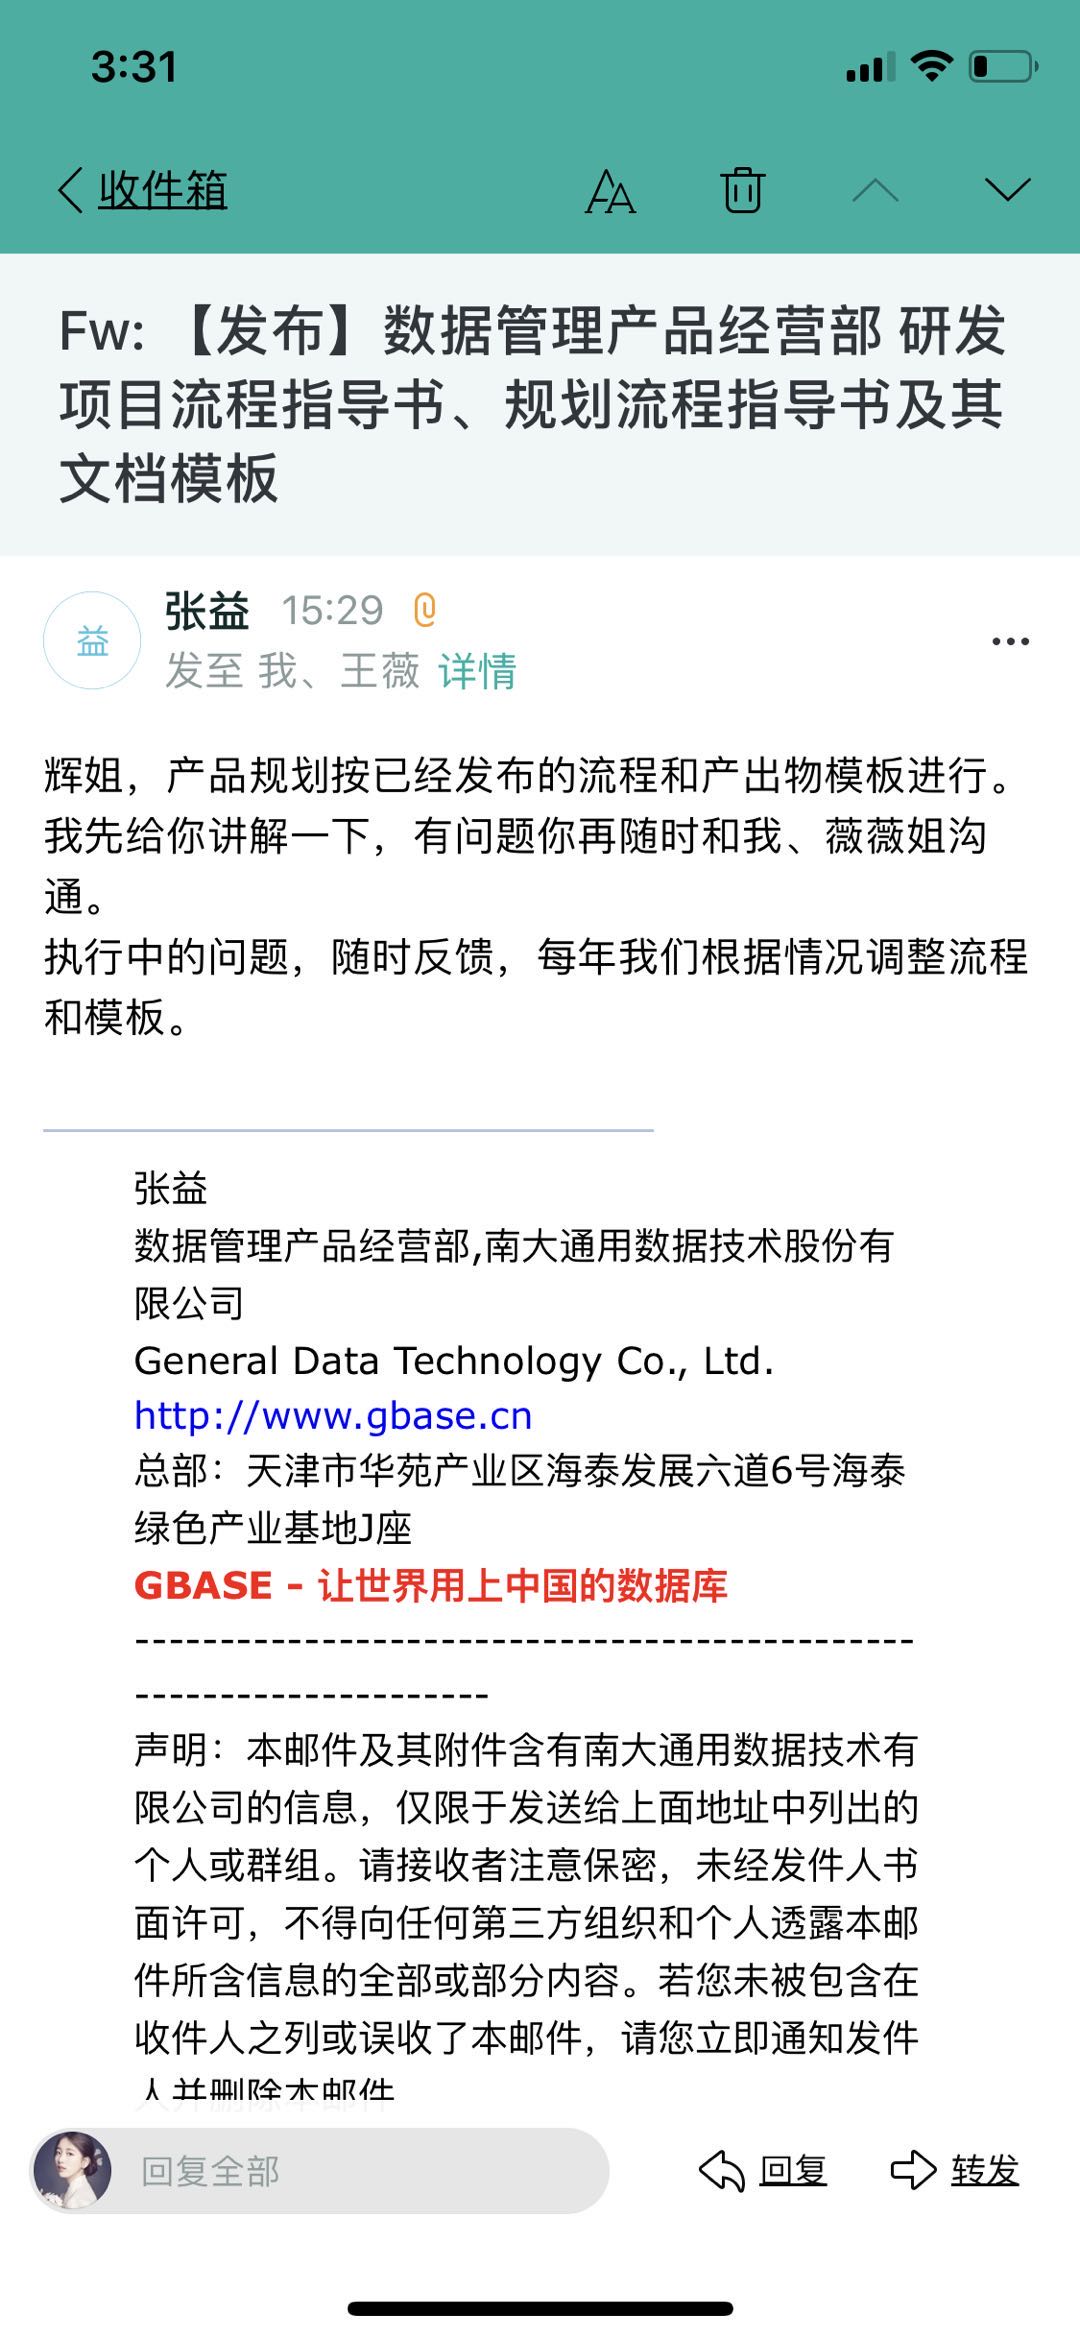 3:31
收件箱
AA
Fw: 【发布】数据管理产品经营部 研发
项目流程指导书、规划流程指导书及其
文档模板
益
张益 15:29
发至 我、王薇 详情
辉姐，产品规划按已经发布的流程和产出物模板进行。
我先给你讲解一下，有问题你再随时和我、薇薇姐沟
通。
执行中的问题，随时反馈，每年我们根据情况调整流程
和模板。
张益
数据管理产品经营部,南大通用数据技术股份有
限公司
General Data Technology Co., Ltd.
http://www.gbase.cn
总部：天津市华苑产业区海泰发展六道6号海泰
绿色产业基地J座
GBASE - 让世界用上中国的数据库
----------------------------------------------
---------------------
声明：本邮件及其附件含有南大通用数据技术有
限公司的信息，仅限于发送给上面地址中列出的
个人或群组。请接收者注意保密，未经发件人书
面许可，不得向任何第三方组织和个人透露本邮
件所含信息的全部或部分内容。若您未被包含在
收件人之列或误收了本邮件，请您立即通知发件
人并删除本邮件
回复全部
回复
转发